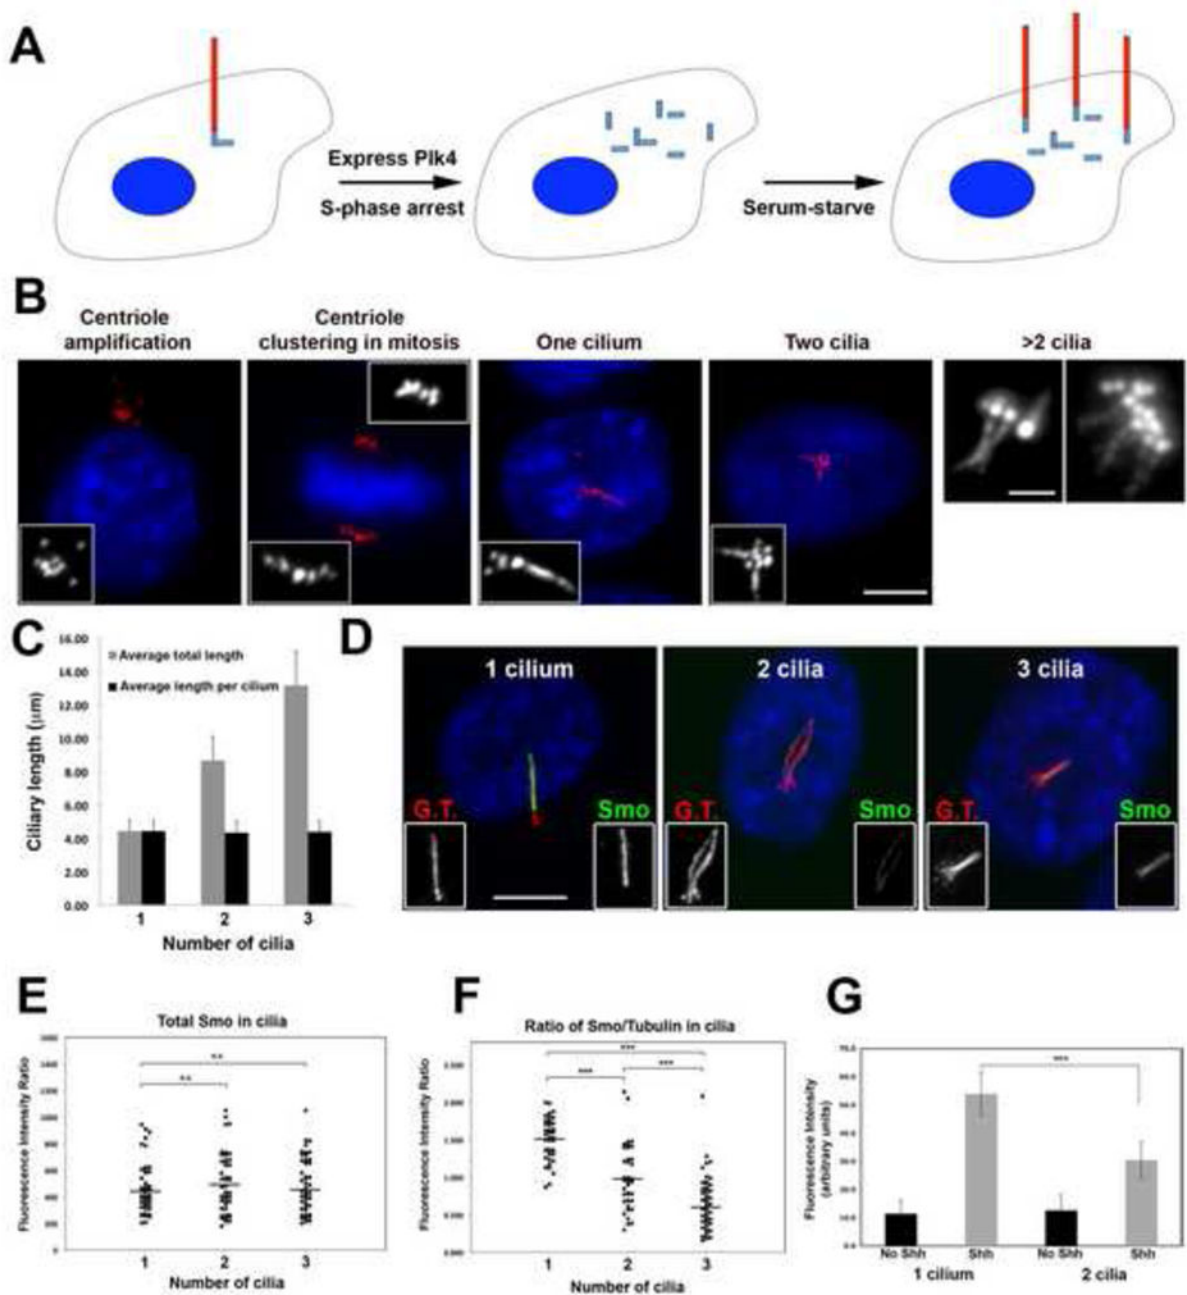 A
Express Plk4
S-phase arrest
Serum-starve
B
Centriole
amplification
Centriole
clustering in mitosis
One cilium
Two cilia
>2 cilia
C
16.00
14.00
12.00
10.00
8.00
6.00
4.00
2.00
0.00
Average total length
Average length per cilium
Ciliary length (μm)
1 2 3
Number of cilia
D
1 cilium
2 cilia
3 cilia
G.T. Smo
G.T. Smo
G.T. Smo
E
Total Smo in cilia
Fluorescence Intensity Ratio
1 2 3
Number of cilia
F
Ratio of Smo/Tubulin in cilia
Fluorescence Intensity Ratio
***
*** ***
1 2 3
Number of cilia
G
Fluorescence Intensity
(arbitrary units)
***
No Shh Shh No Shh Shh
1 cilium 2 cilia